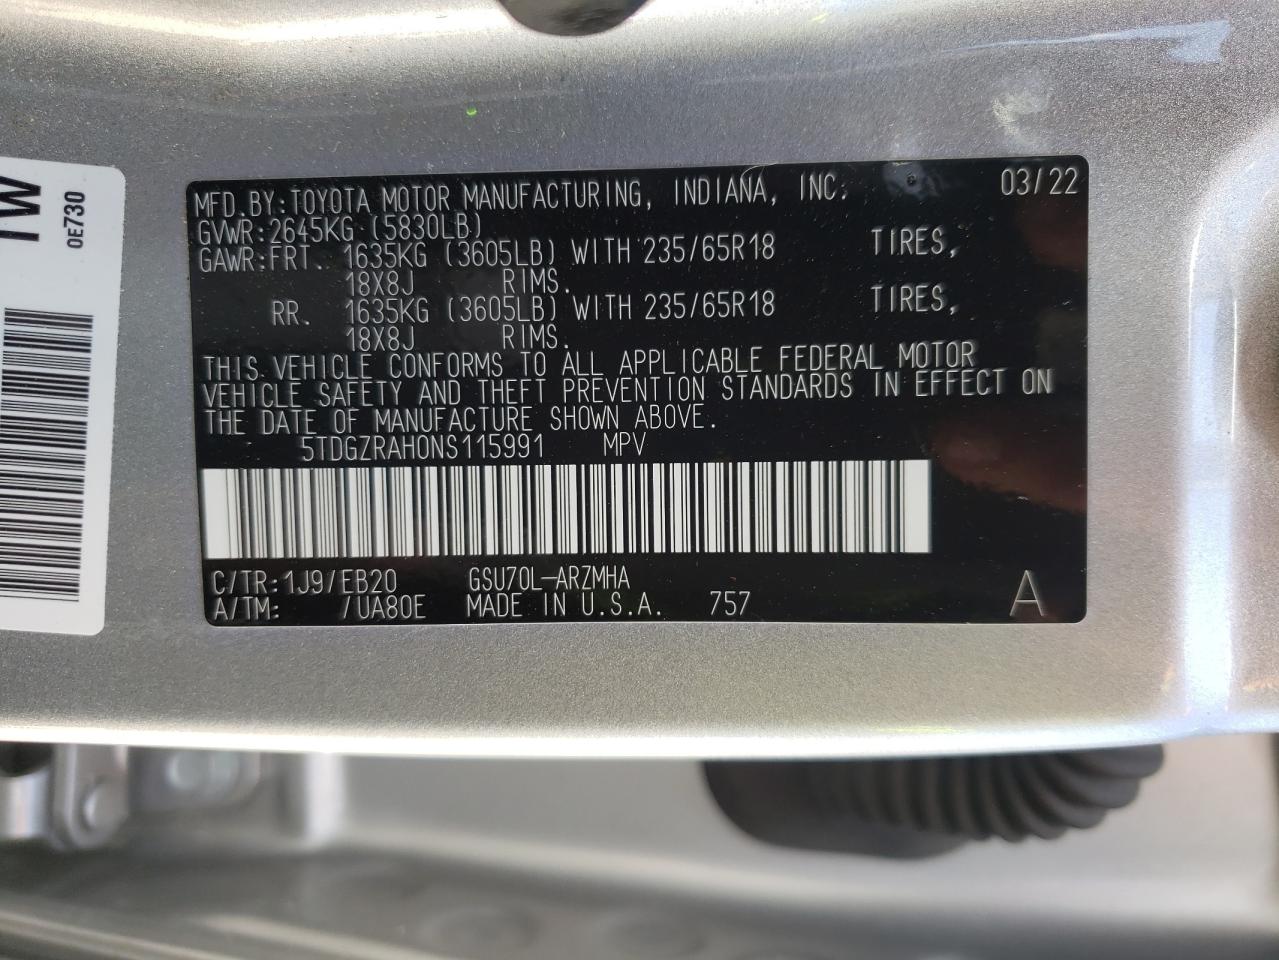 MFD.BY:TOYOTA MOTOR MANUFACTURING, INDIANA, INC. 03/22
GVWR:2645KG (5830LB)
GAWR:FRT. 1635KG (3605LB) WITH 235/65R18 TIRES,
18X8J RIMS.
RR. 1635KG (3605LB) WITH 235/65R18 TIRES,
18X8J RIMS.
THIS VEHICLE CONFORMS TO ALL APPLICABLE FEDERAL MOTOR
VEHICLE SAFETY AND THEFT PREVENTION STANDARDS IN EFFECT ON
THE DATE OF MANUFACTURE SHOWN ABOVE.
5TDGZRAH0NS115991 MPV
C/TR:1J9/EB20 GSU70L-ARZMHA
A/TM: /UA80E MADE IN U.S.A. 757 A
0E730